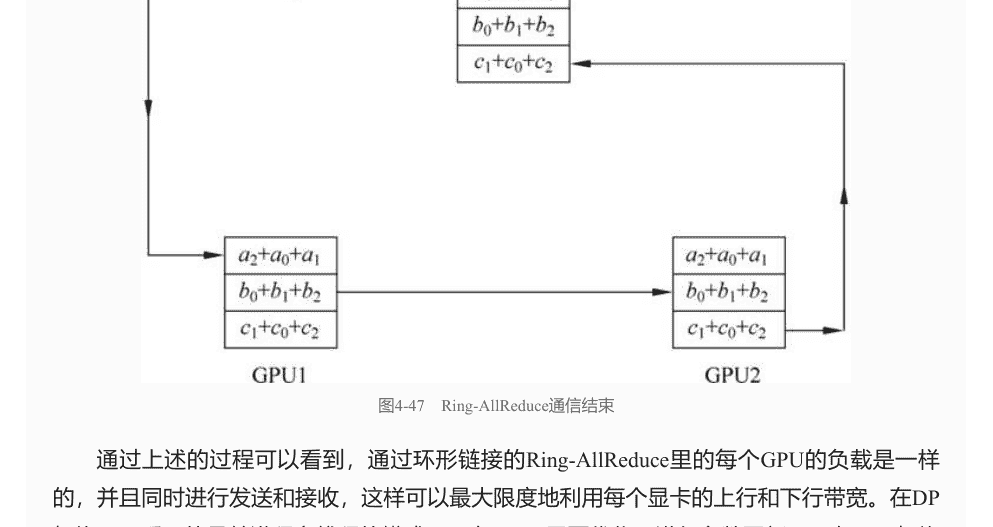 b₀+b₁+b₂
c₁+c₀+c₂
a₂+a₀+a₁
a₂+a₀+a₁
b₀+b₁+b₂
b₀+b₁+b₂
c₁+c₀+c₂
c₁+c₀+c₂
GPU1
GPU2
图4-47 Ring-AllReduce通信结束
通过上述的过程可以看到，通过环形链接的Ring-AllReduce里的每个GPU的负载是一样
的，并且同时进行发送和接收，这样可以最大限度地利用每个显卡的上行和下行带宽。在DP